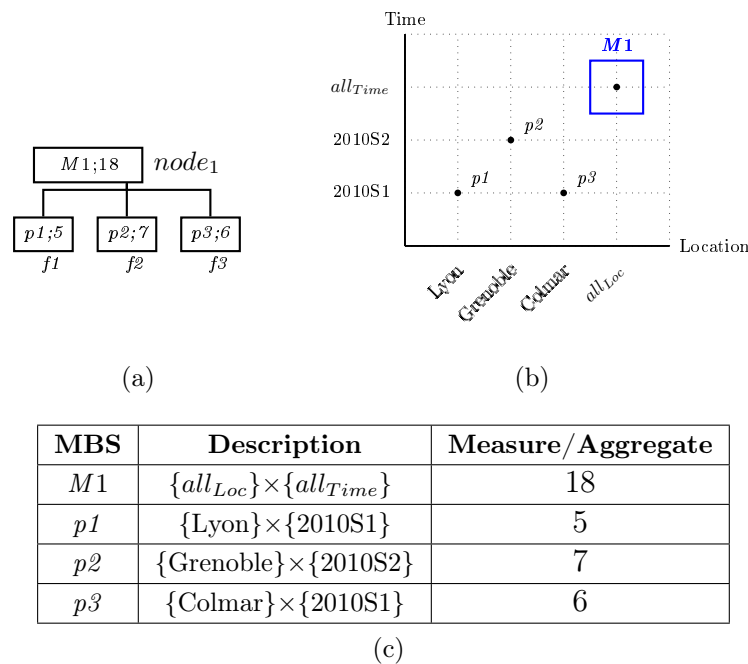 M1;18 node1
p1;5 p2;7 p3;6
f1 f2 f3
(a)
Time
M1
allTime
p2
2010S2
p1 p3
2010S1
Location
Lyon Grenoble Colmar allLoc
(b)
MBS Description Measure/Aggregate
M1 {allLoc}×{allTime} 18
p1 {Lyon}×{2010S1} 5
p2 {Grenoble}×{2010S2} 7
p3 {Colmar}×{2010S1} 6
(c)